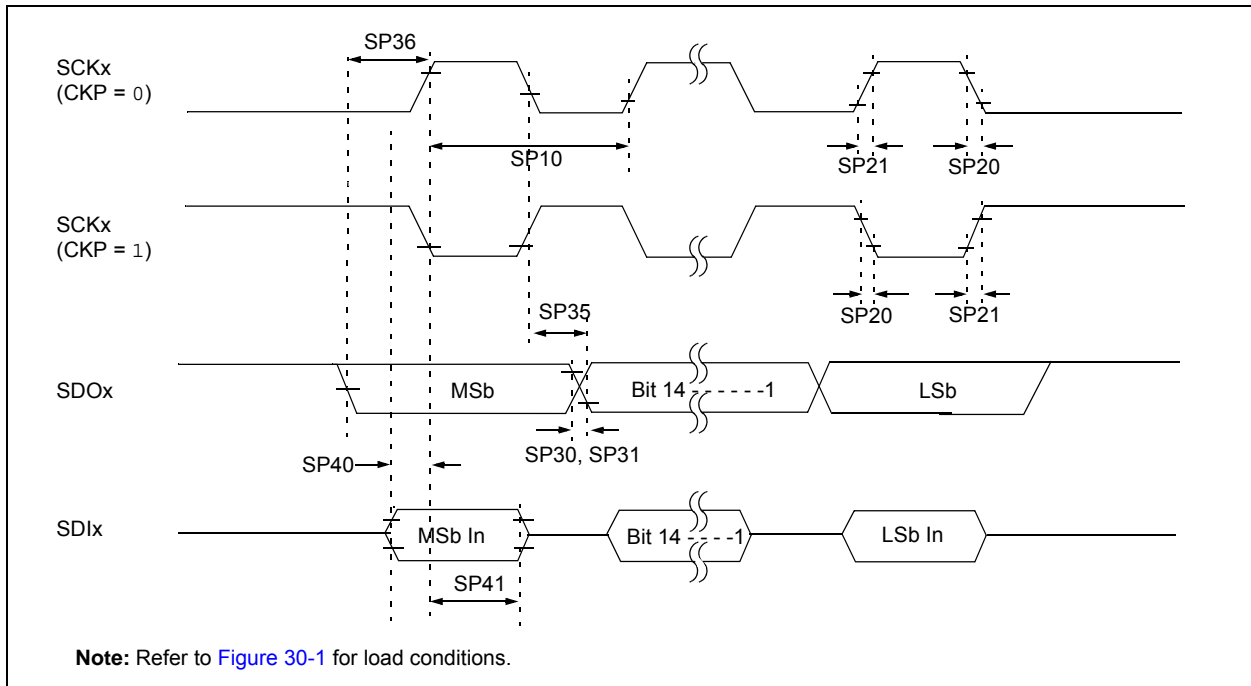 SP36
SCKx
(CKP = 0)
SP10
SP21
SP20
SCKx
(CKP = 1)
SP35
SP20
SP21
SDOx
MSb
Bit 14 - - - - - -1
LSb
SP30, SP31
SP40
SDIx
MSb In
Bit 14 - - - - -1
LSb In
SP41
Note: Refer to Figure 30-1 for load conditions.